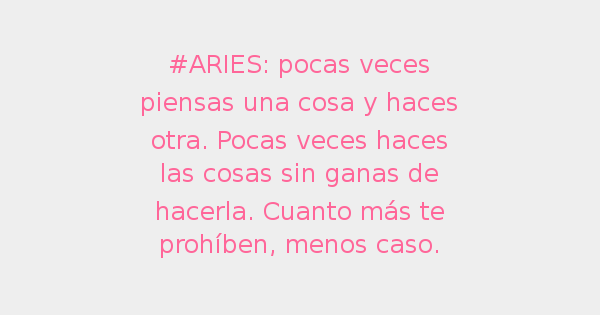 #ARIES: pocas veces
piensas una cosa y haces
otra. Pocas veces haces
las cosas sin ganas de
hacerla. Cuanto más te
prohíben, menos caso.